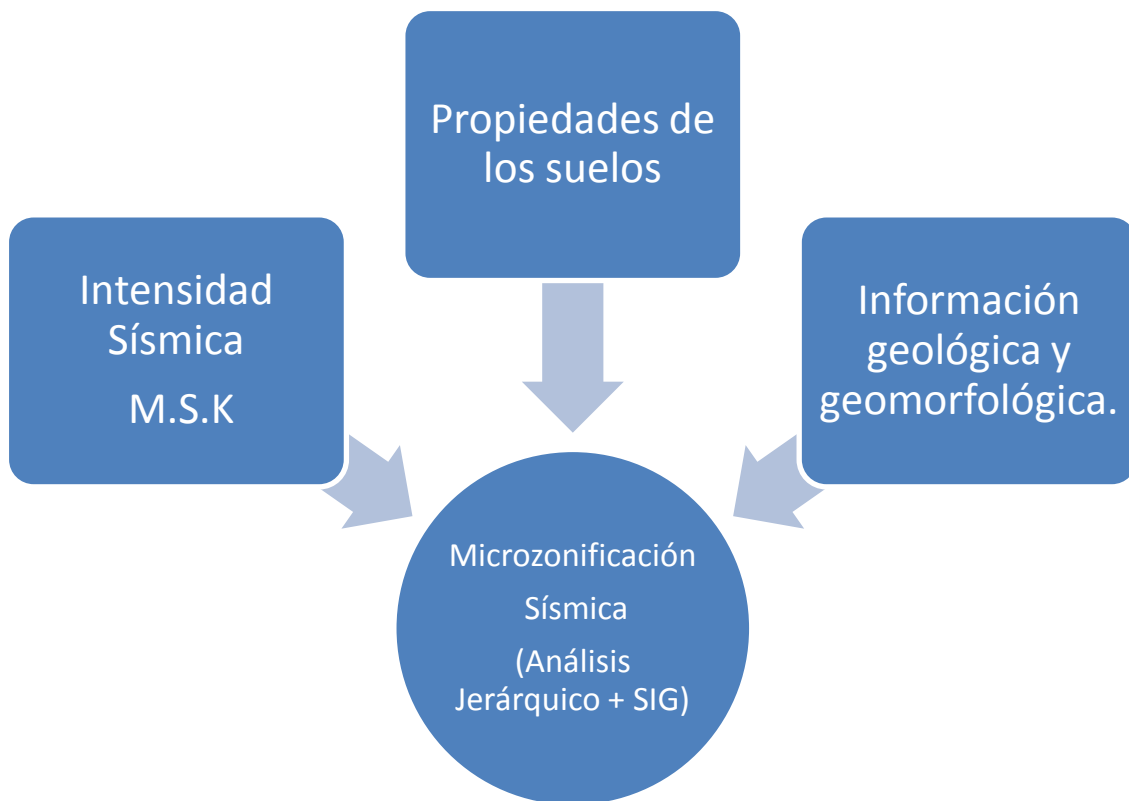 Propiedades de
los suelos
Intensidad
Sísmica
M.S.K
Información
geológica y
geomorfológica.
Microzonificación
Sísmica
(Análisis
Jerárquico + SIG)